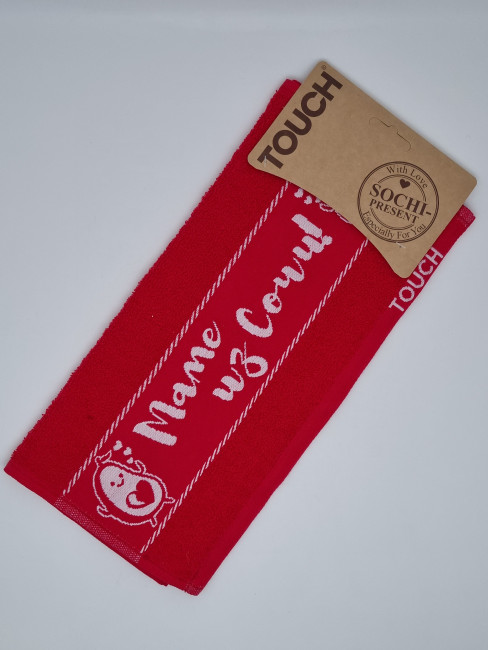 TOUCH®
With Love
SOCHI-
PRESENT
Especially For You
TOUCH
Маме
из Сочи!